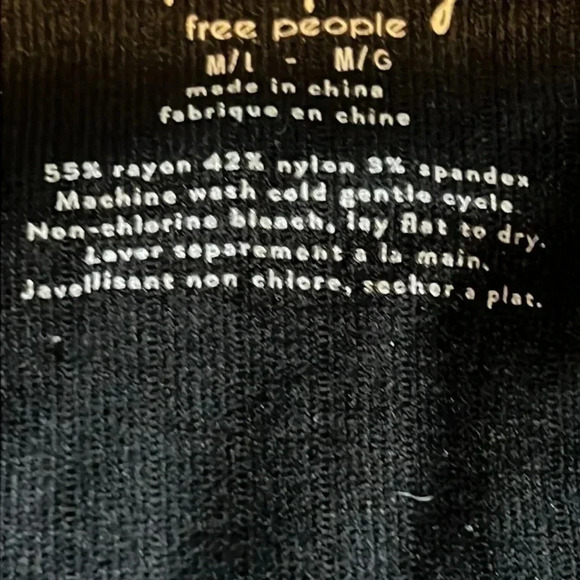 free people
M/L - M/G
made in china
fabrique en chine
55% rayon 42% nylon 3% spandex
Machine wash cold gentle cycle.
Non-chlorine bleach, lay flat to dry.
Laver separement a la main.
Javellisant non chlore, secher a plat.